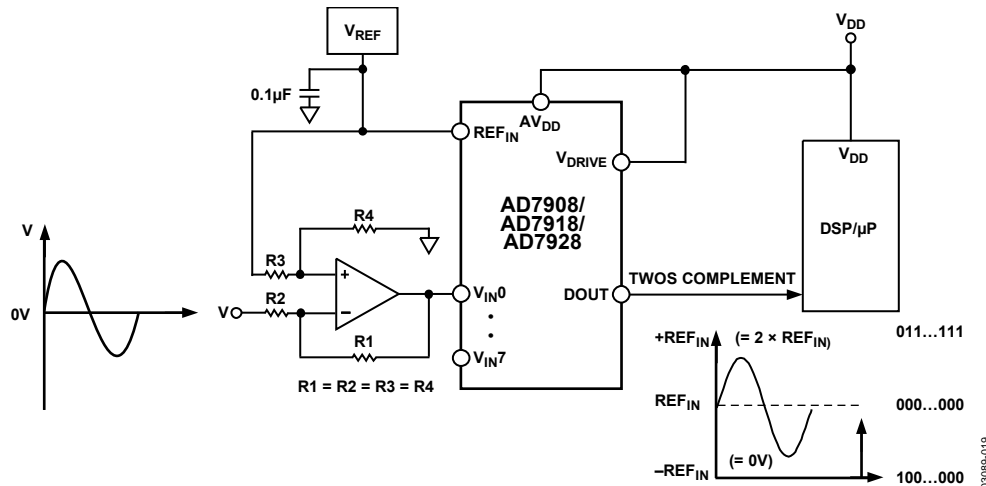 VREF
VDD
0.1µF
AVDD
REFIN
VDRIVE
VDD
AD7908/
AD7918/
AD7928
DSP/µP
V
0V
R4
R3
+
R2
V
−
R1
R1 = R2 = R3 = R4
VIN0
VIN7
DOUT
TWOS COMPLEMENT
+REFIN
(= 2 × REFIN)
011…111
REFIN
000…000
−REFIN
(= 0V)
100…000
03089-019